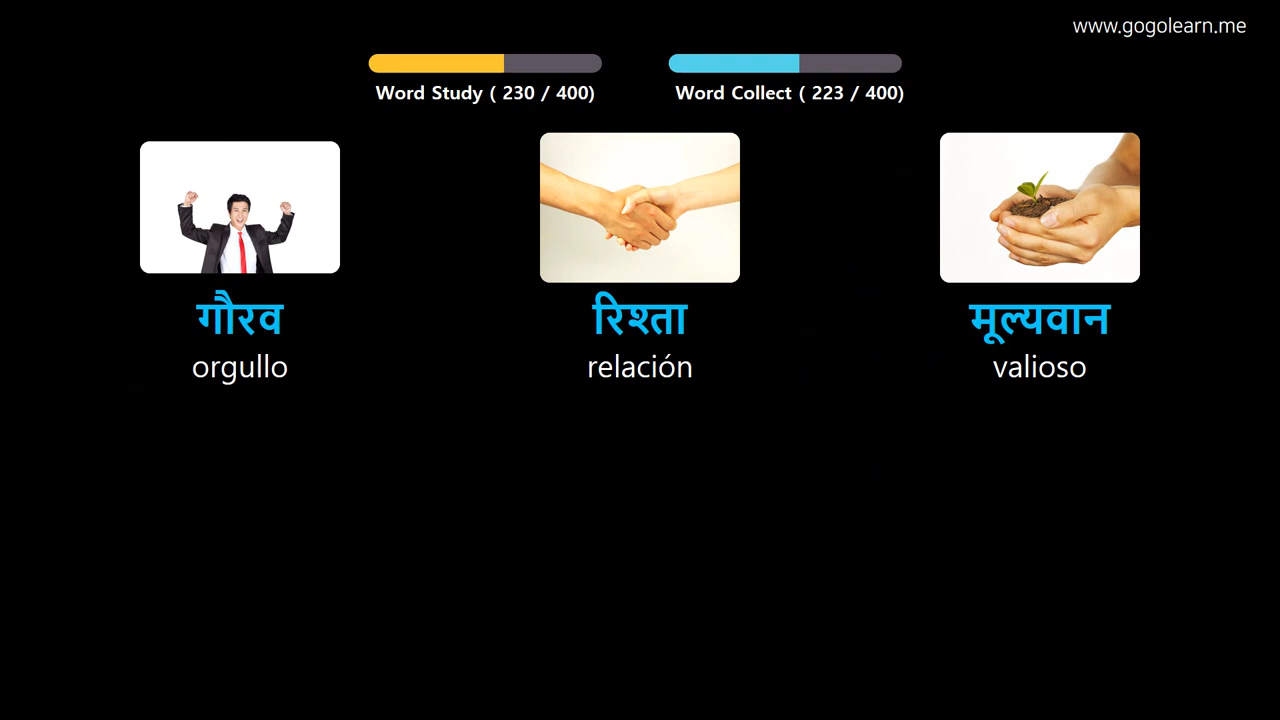 www.gogolearn.me
Word Study ( 230 / 400)
Word Collect ( 223 / 400)
गौरव
रिश्ता
मूल्यवान
orgullo
relación
valioso